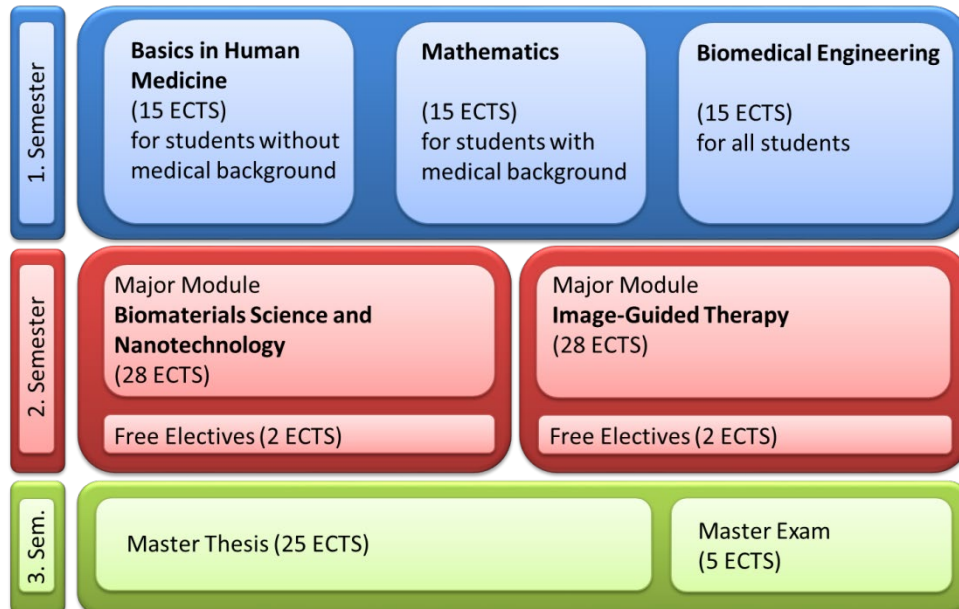 1. Semester
Basics in Human
Medicine
(15 ECTS)
for students without
medical background
Mathematics
(15 ECTS)
for students with
medical background
Biomedical Engineering
(15 ECTS)
for all students
2. Semester
Major Module
Biomaterials Science and
Nanotechnology
(28 ECTS)
Free Electives (2 ECTS)
Major Module
Image-Guided Therapy
(28 ECTS)
Free Electives (2 ECTS)
3. Sem.
Master Thesis (25 ECTS)
Master Exam
(5 ECTS)